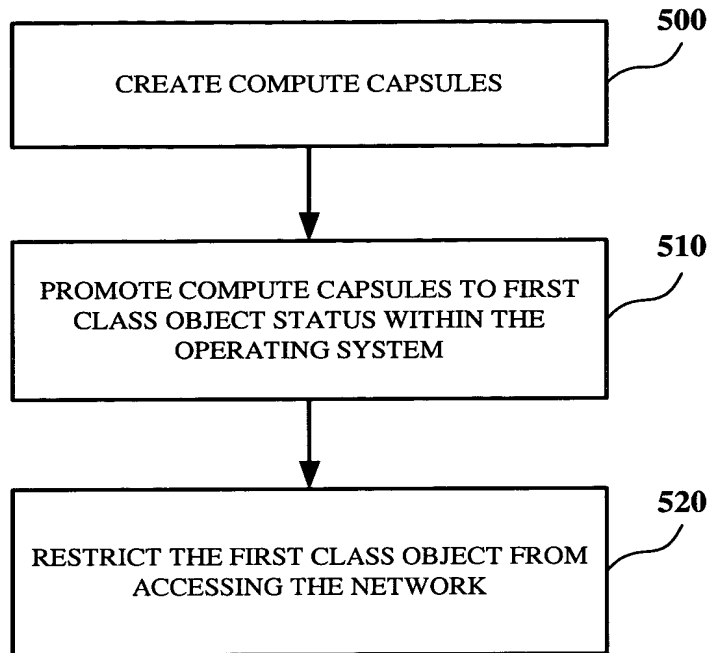 500
CREATE COMPUTE CAPSULES
510
PROMOTE COMPUTE CAPSULES TO FIRST
CLASS OBJECT STATUS WITHIN THE
OPERATING SYSTEM
520
RESTRICT THE FIRST CLASS OBJECT FROM
ACCESSING THE NETWORK